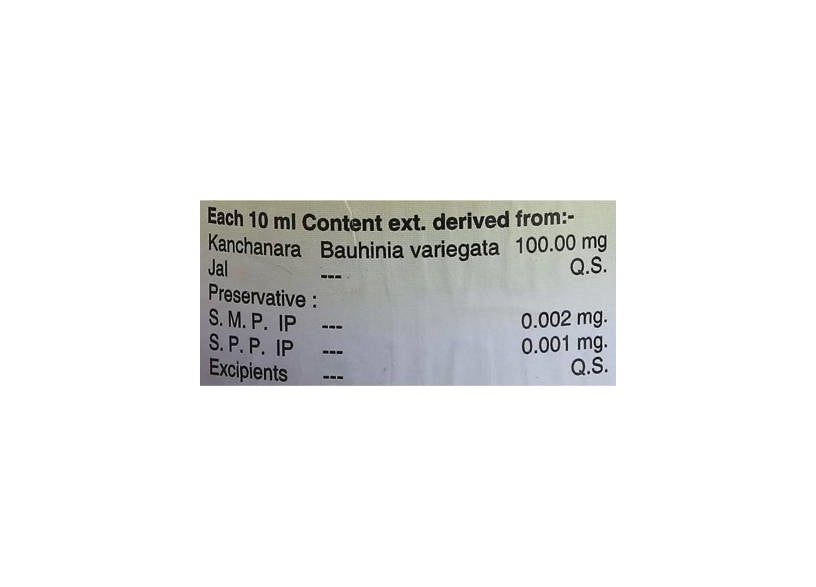 Each 10 ml Content ext. derived from:-
Kanchanara Bauhinia variegata 100.00 mg
Jal --- Q.S.
Preservative :
S. M. P. IP --- 0.002 mg.
S. P. P. IP --- 0.001 mg.
Excipients --- Q.S.